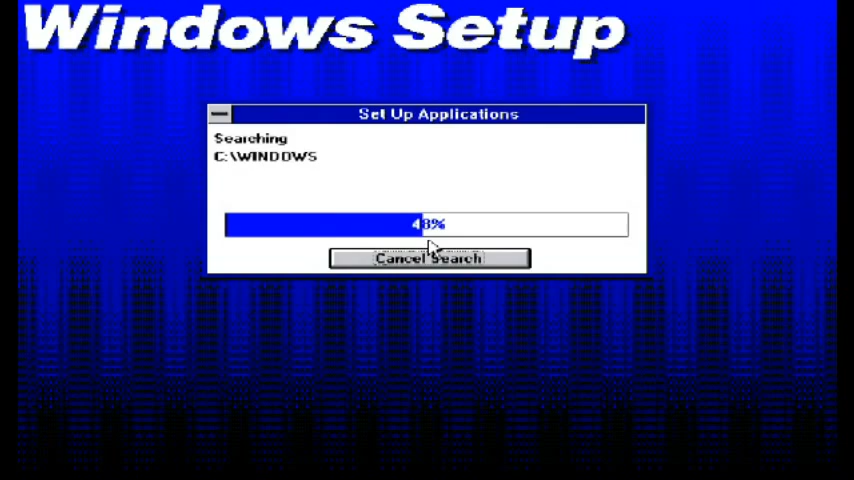 Windows Setup
Set Up Applications
Searching
C:\WINDOWS
48%
Cancel Search